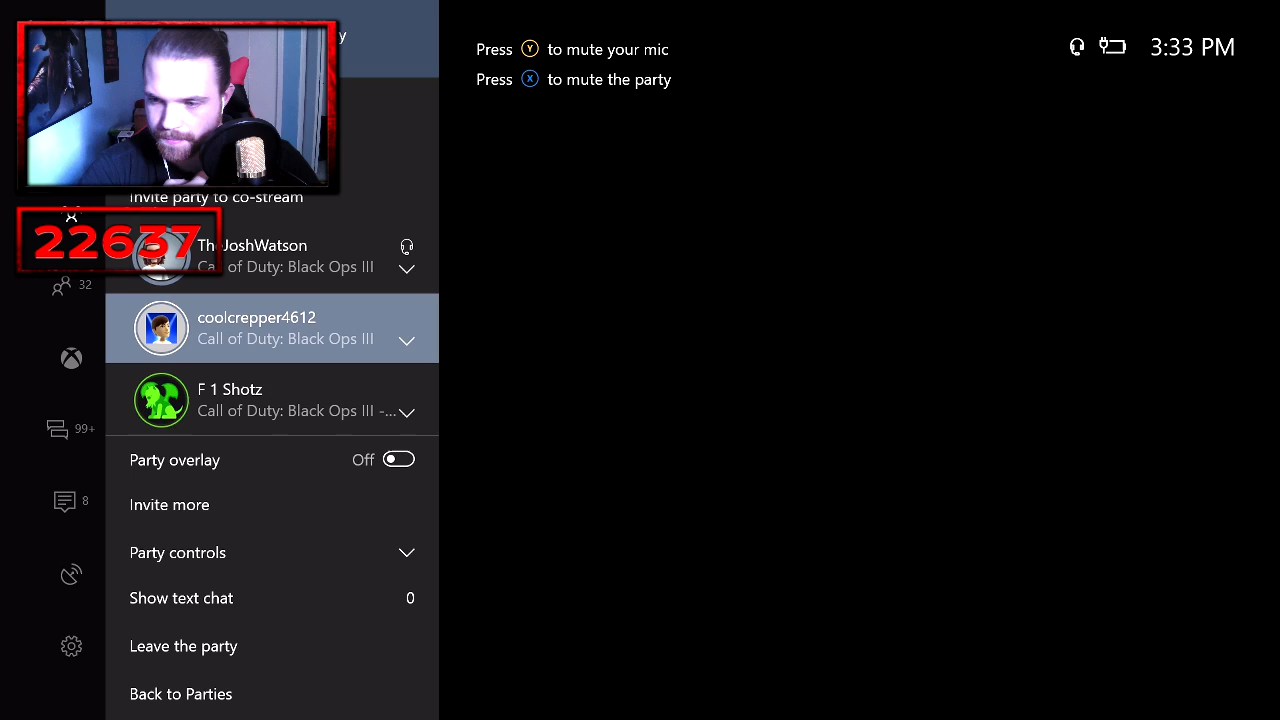 y
Press Y to mute your mic
Press X to mute the party
3:33 PM
Invite party to co-stream
22637
TheJoshWatson
Call of Duty: Black Ops III
32
coolcrepper4612
Call of Duty: Black Ops III
F 1 Shotz
Call of Duty: Black Ops III -...
99+
Party overlay
Off
Invite more
8
Party controls
Show text chat
0
Leave the party
Back to Parties